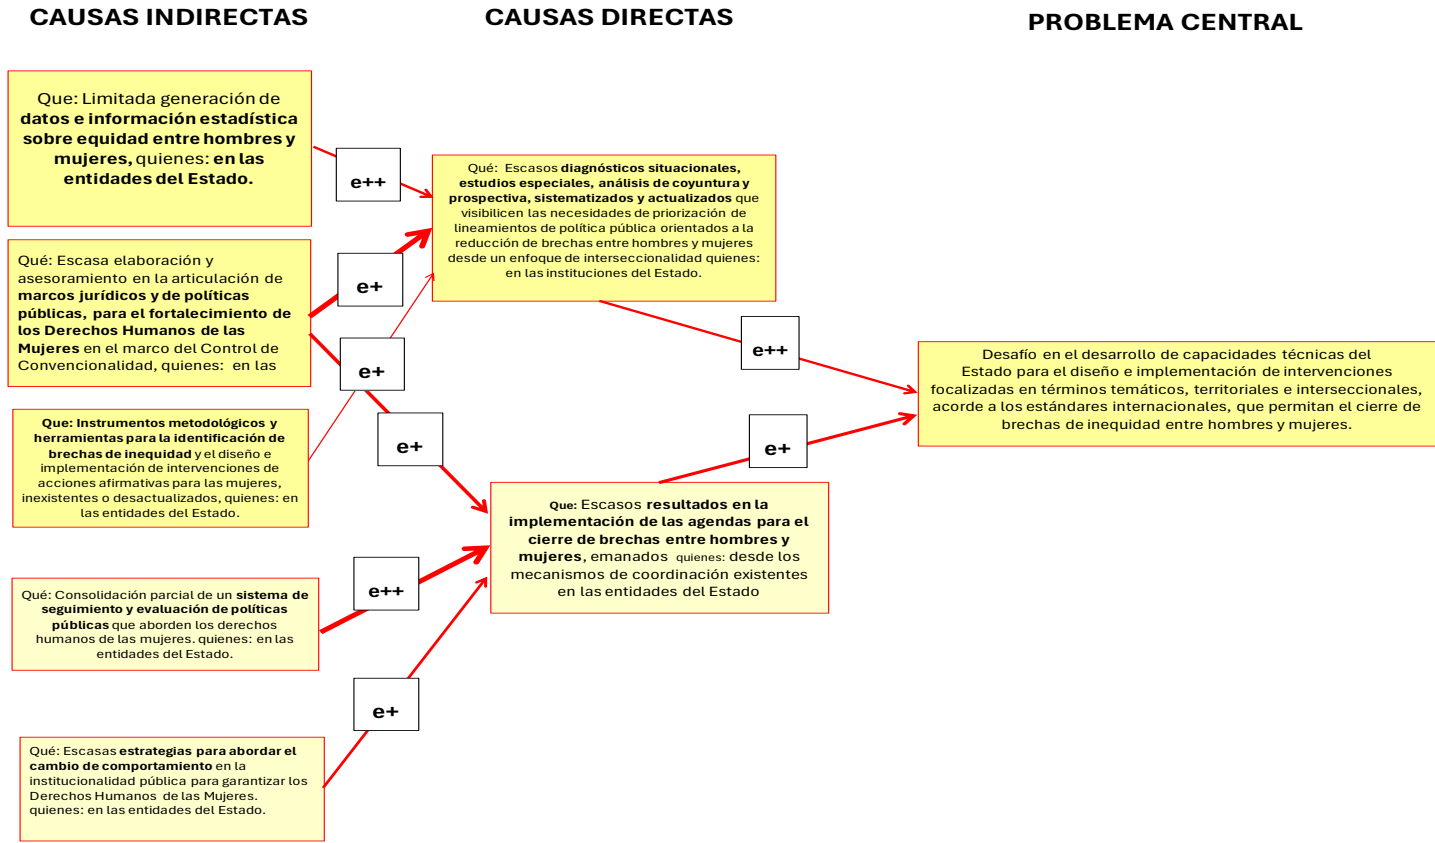 CAUSAS INDIRECTAS
CAUSAS DIRECTAS
PROBLEMA CENTRAL
Que: Limitada generación de
datos e información estadística
sobre equidad entre hombres y
mujeres, quienes: en las
entidades del Estado.
e++
Qué: Escasos diagnósticos situacionales,
estudios especiales, análisis de coyuntura y
prospectiva, sistematizados y actualizados que
visibilicen las necesidades de priorización de
lineamientos de política pública orientados a la
reducción de brechas entre hombres y mujeres
desde un enfoque de interseccionalidad quienes:
en las instituciones del Estado.
Qué: Escasa elaboración y
asesoramiento en la articulación de
marcos jurídicos y de políticas
públicas, para el fortalecimiento de
los Derechos Humanos de las
Mujeres en el marco del Control de
Convencionalidad, quienes: en las
e+
e+
e++
Desafío en el desarrollo de capacidades técnicas del
Estado para el diseño e implementación de intervenciones
focalizadas en términos temáticos, territoriales e interseccionales,
acorde a los estándares internacionales, que permitan el cierre de
brechas de inequidad entre hombres y mujeres.
Que: Instrumentos metodológicos y
herramientas para la identificación de
brechas de inequidad y el diseño e
implementación de intervenciones de
acciones afirmativas para las mujeres,
inexistentes o desactualizados, quienes: en
las entidades del Estado.
e+
e+
Que: Escasos resultados en la
implementación de las agendas para el
cierre de brechas entre hombres y
mujeres, emanados quienes: desde los
mecanismos de coordinación existentes
en las entidades del Estado
Qué: Consolidación parcial de un sistema de
seguimiento y evaluación de políticas
públicas que aborden los derechos
humanos de las mujeres. quienes: en las
entidades del Estado.
e++
e+
Qué: Escasas estrategias para abordar el
cambio de comportamiento en la
institucionalidad pública para garantizar los
Derechos Humanos de las Mujeres.
quienes: en las entidades del Estado.